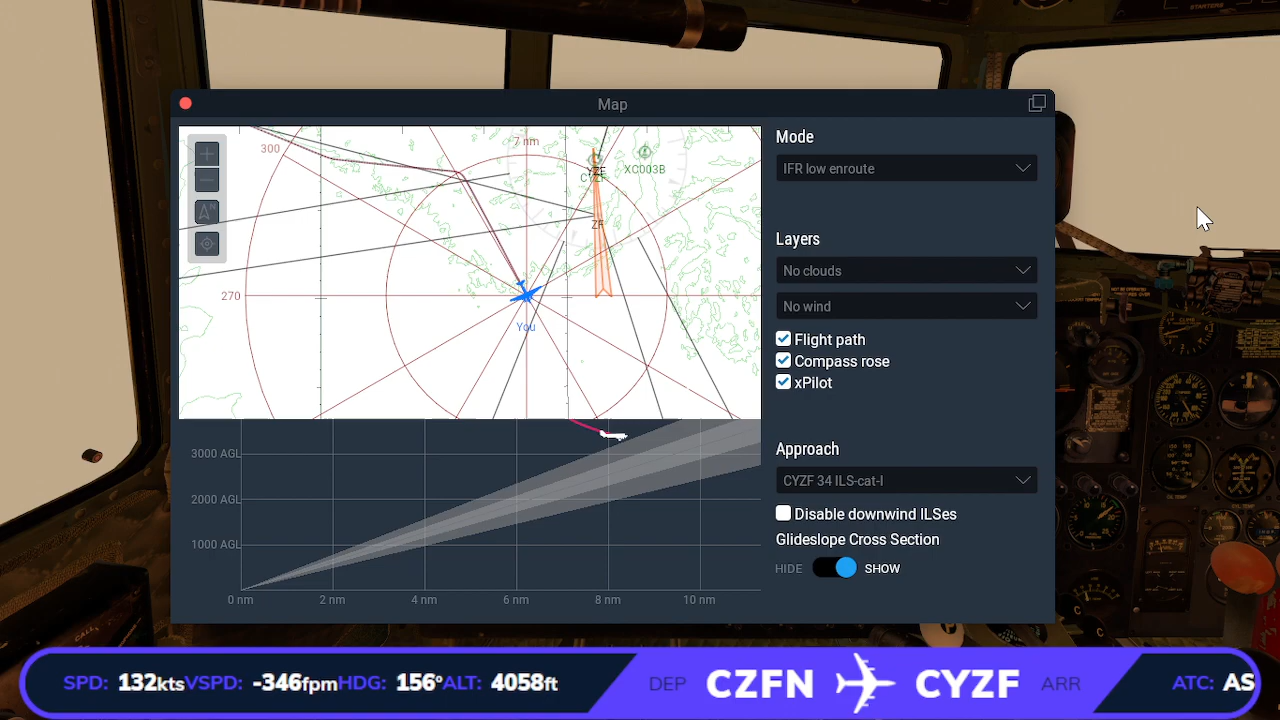 STARTERS
Map
7 nm
300
270
YZF
CYZF
XC003B
ZF
You
3000 AGL
2000 AGL
1000 AGL
0 nm
2 nm
4 nm
6 nm
8 nm
10 nm
Mode
IFR low enroute
Layers
No clouds
No wind
Flight path
Compass rose
xPilot
Approach
CYZF 34 ILS-cat-I
Disable downwind ILSes
Glideslope Cross Section
HIDE
SHOW
SPD: 132kts VSPD: -346fpm HDG: 156° ALT: 4058ft
DEP CZFN CYZF ARR
ATC: AS